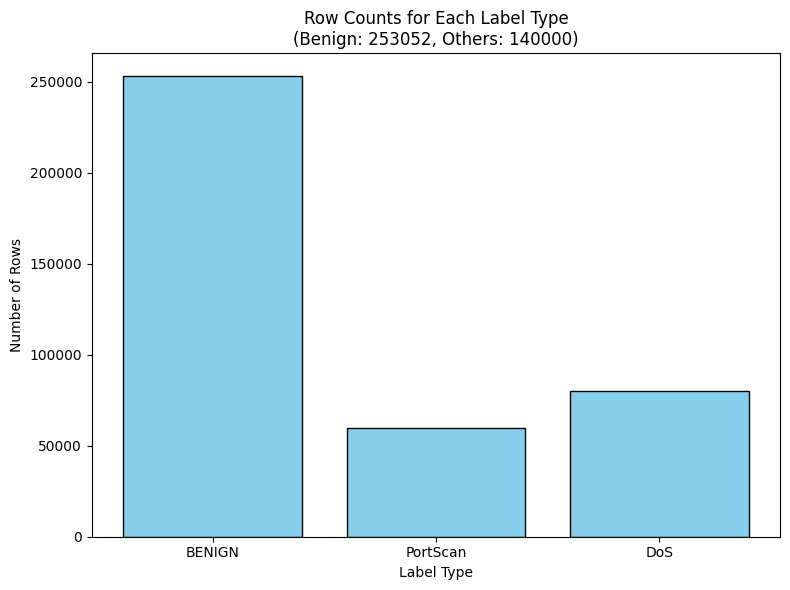 Row Counts for Each Label Type
(Benign: 253052, Others: 140000)
250000
200000
150000
100000
50000
0
Number of Rows
BENIGN
PortScan
DoS
Label Type